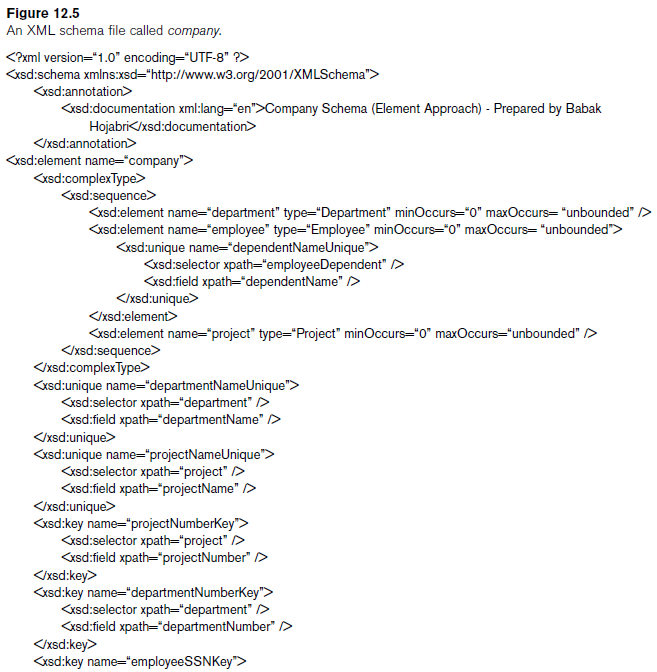 Figure 12.5
An XML schema file called company.
<?xml version=“1.0” encoding=“UTF-8” ?>
<xsd:schema xmlns:xsd=“http://www.w3.org/2001/XMLSchema”>
<xsd:annotation>
<xsd:documentation xml:lang=“en”>Company Schema (Element Approach) - Prepared by Babak
Hojabri</xsd:documentation>
</xsd:annotation>
<xsd:element name=“company”>
<xsd:complexType>
<xsd:sequence>
<xsd:element name=“department” type=“Department” minOccurs=“0” maxOccurs= “unbounded” />
<xsd:element name=“employee” type=“Employee” minOccurs=“0” maxOccurs= “unbounded”>
<xsd:unique name=“dependentNameUnique”>
<xsd:selector xpath=“employeeDependent” />
<xsd:field xpath=“dependentName” />
</xsd:unique>
</xsd:element>
<xsd:element name=“project” type=“Project” minOccurs=“0” maxOccurs=“unbounded” />
</xsd:sequence>
</xsd:complexType>
<xsd:unique name=“departmentNameUnique”>
<xsd:selector xpath=“department” />
<xsd:field xpath=“departmentName” />
</xsd:unique>
<xsd:unique name=“projectNameUnique”>
<xsd:selector xpath=“project” />
<xsd:field xpath=“projectName” />
</xsd:unique>
<xsd:key name=“projectNumberKey”>
<xsd:selector xpath=“project” />
<xsd:field xpath=“projectNumber” />
</xsd:key>
<xsd:key name=“departmentNumberKey”>
<xsd:selector xpath=“department” />
<xsd:field xpath=“departmentNumber” />
</xsd:key>
<xsd:key name=“employeeSSNKey”>